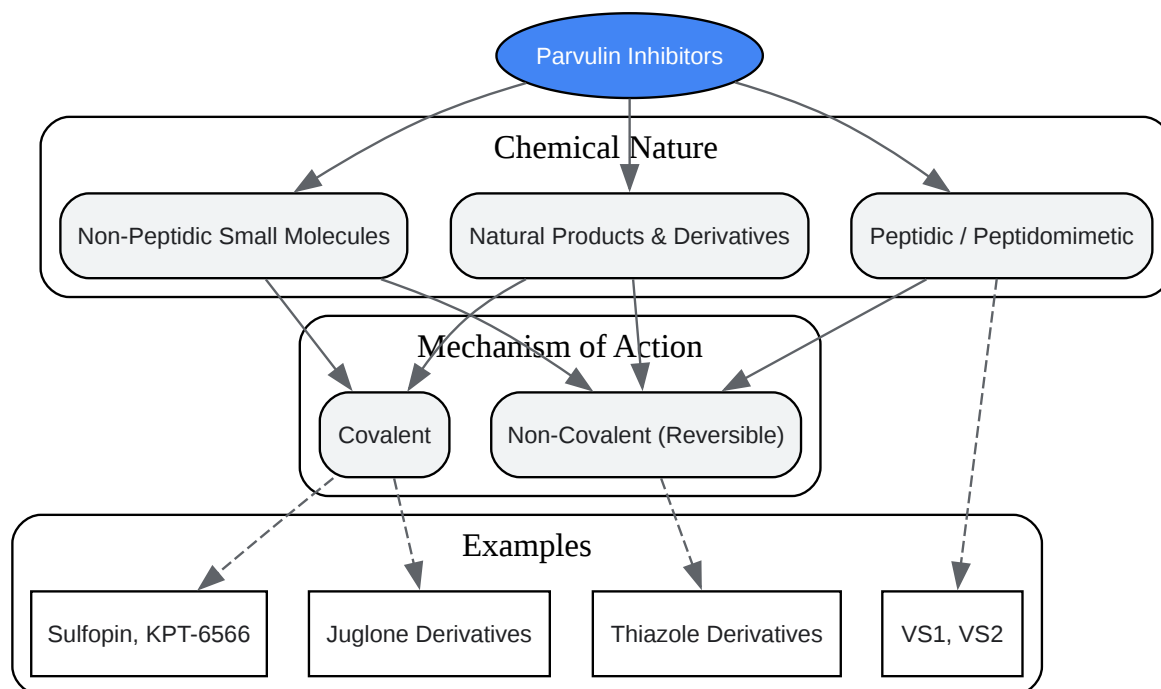 Parvulin Inhibitors
Chemical Nature
Non-Peptidic Small Molecules
Natural Products & Derivatives
Peptidic / Peptidomimetic
Mechanism of Action
Covalent
Non-Covalent (Reversible)
Examples
Sulfopin, KPT-6566
Juglone Derivatives
Thiazole Derivatives
VS1, VS2